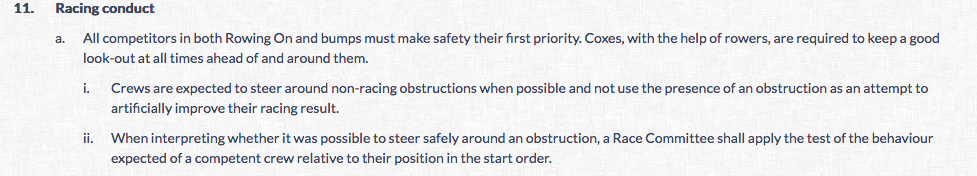 11. Racing conduct
a. All competitors in both Rowing On and bumps must make safety their first priority. Coxes, with the help of rowers, are required to keep a good
look-out at all times ahead of and around them.
i. Crews are expected to steer around non-racing obstructions when possible and not use the presence of an obstruction as an attempt to
artificially improve their racing result.
ii. When interpreting whether it was possible to steer safely around an obstruction, a Race Committee shall apply the test of the behaviour
expected of a competent crew relative to their position in the start order.